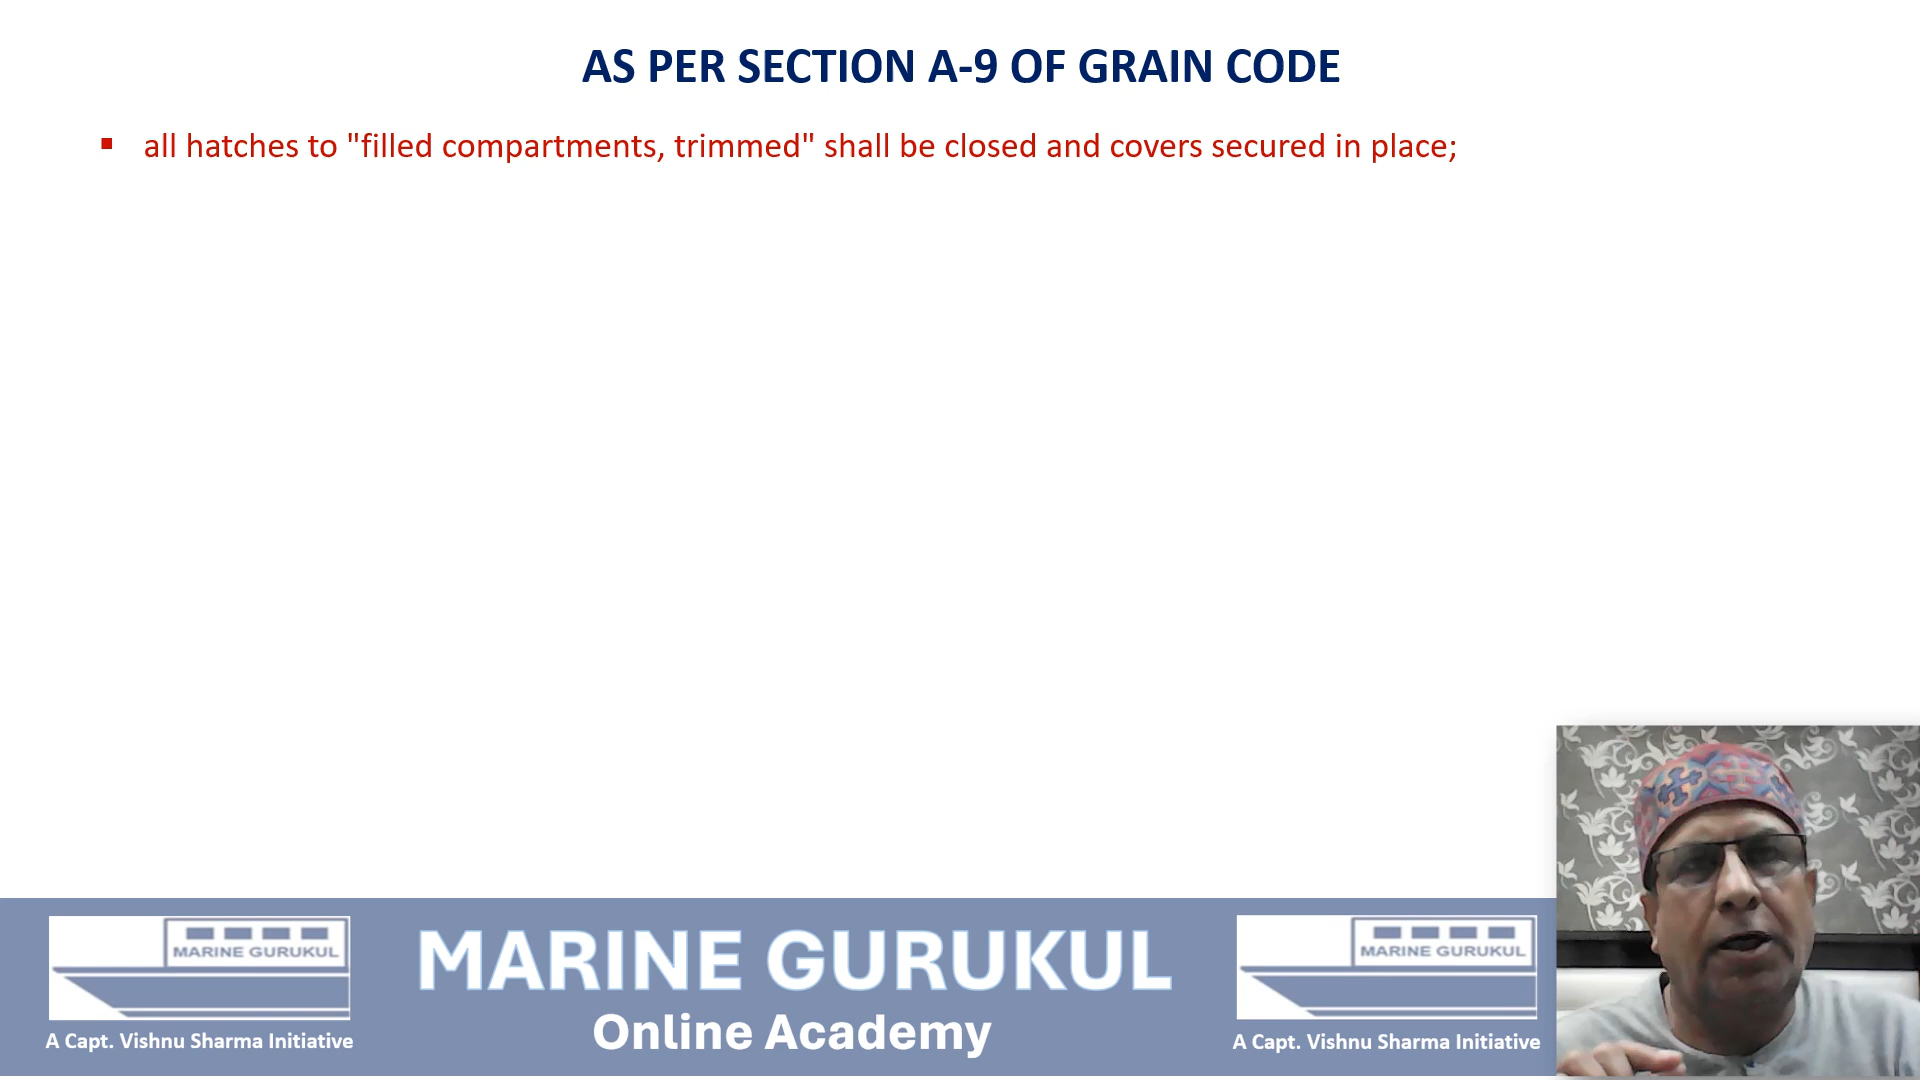 AS PER SECTION A-9 OF GRAIN CODE
▪ all hatches to "filled compartments, trimmed" shall be closed and covers secured in place;
MARINE GURUKUL
A Capt. Vishnu Sharma Initiative
MARINE GURUKUL
Online Academy
MARINE GURUKUL
A Capt. Vishnu Sharma Initiative